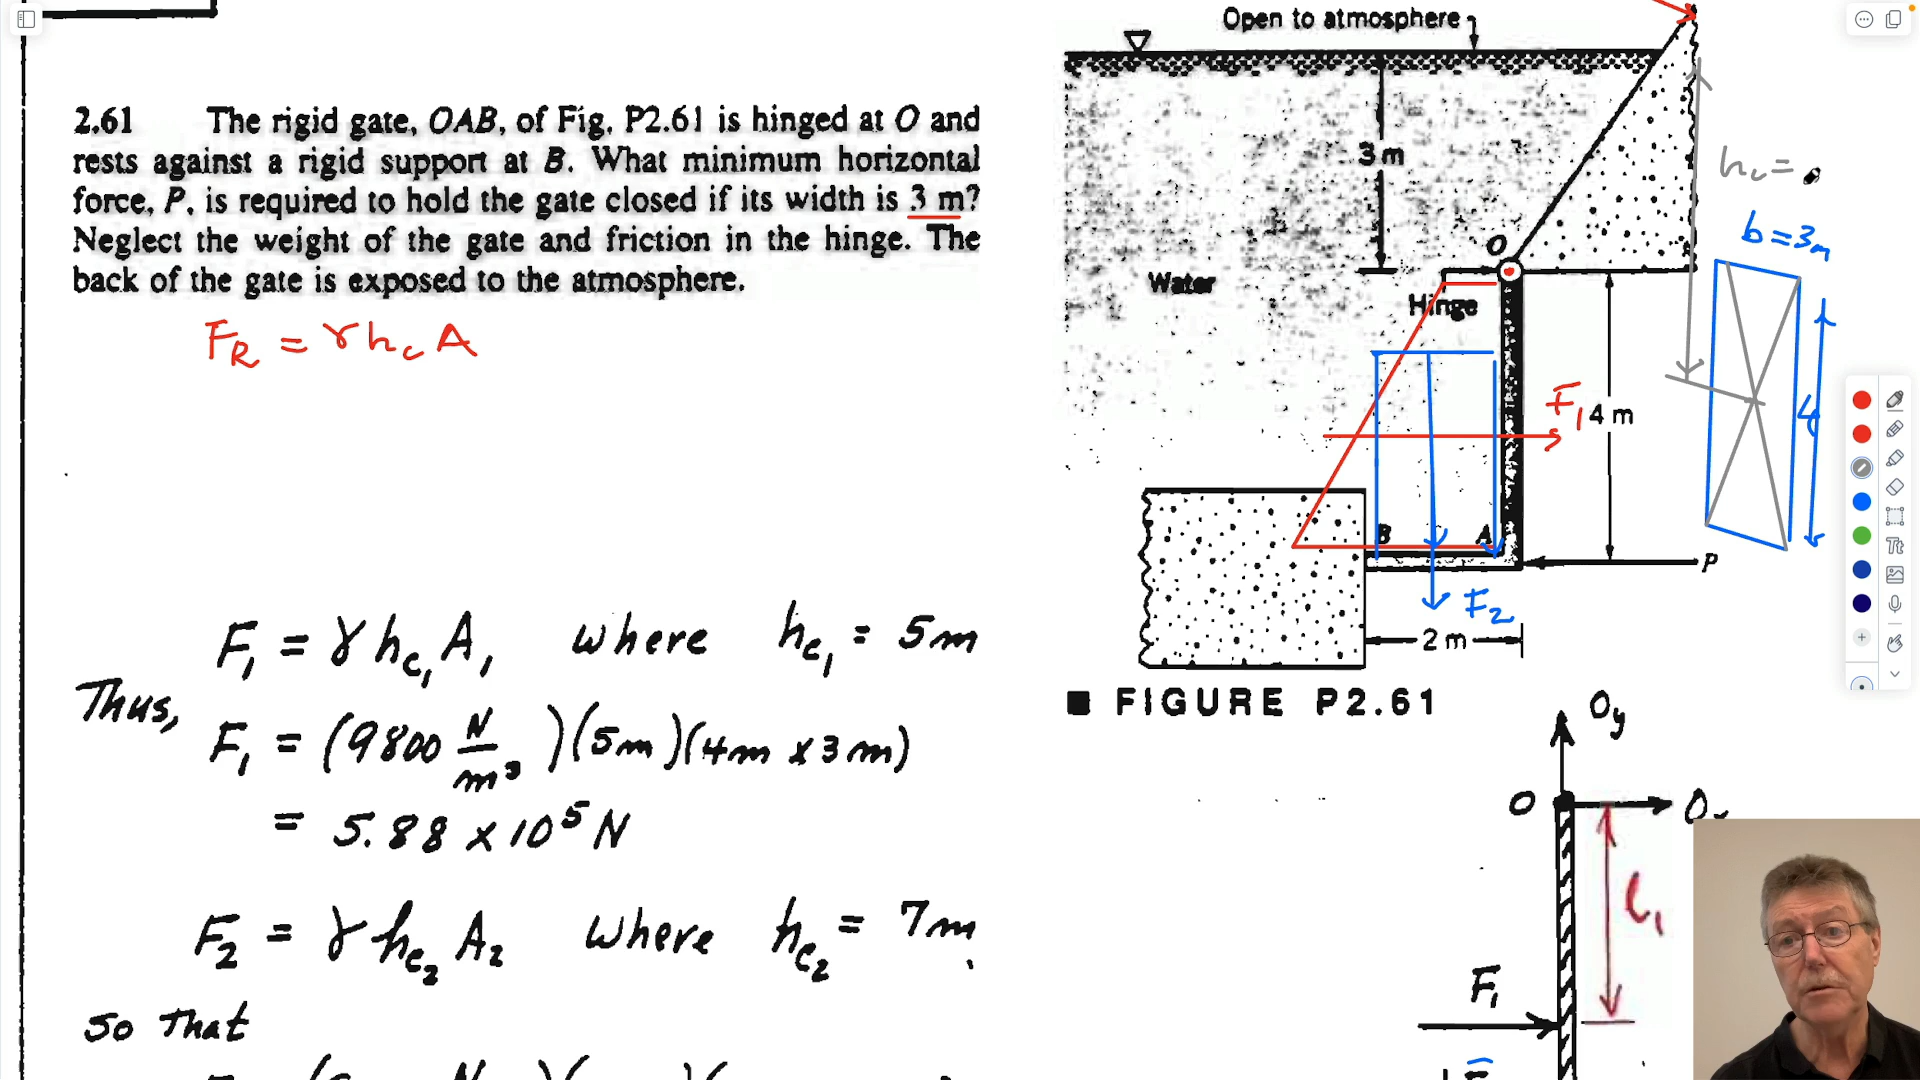 2.61 The rigid gate, OAB, of Fig. P2.61 is hinged at O and
rests against a rigid support at B. What minimum horizontal
force, P, is required to hold the gate closed if its width is 3 m?
Neglect the weight of the gate and friction in the hinge. The
back of the gate is exposed to the atmosphere.
F_R = γ h_c A
F₁ = γ h_c₁ A₁ where h_c₁ = 5m
Thus,
F₁ = (9800 N/m³)(5m)(4m x 3m)
= 5.88 x 10⁵ N
F₂ = γ h_c₂ A₂ where h_c₂ = 7m
so that
Open to atmosphere
3 m
h_c =
b = 3m
O
Water
Hinge
F₁
4 m
4
B
A
P
F₂
2 m
■ FIGURE P2.61
O_y
O
l₁
F₁
Tt